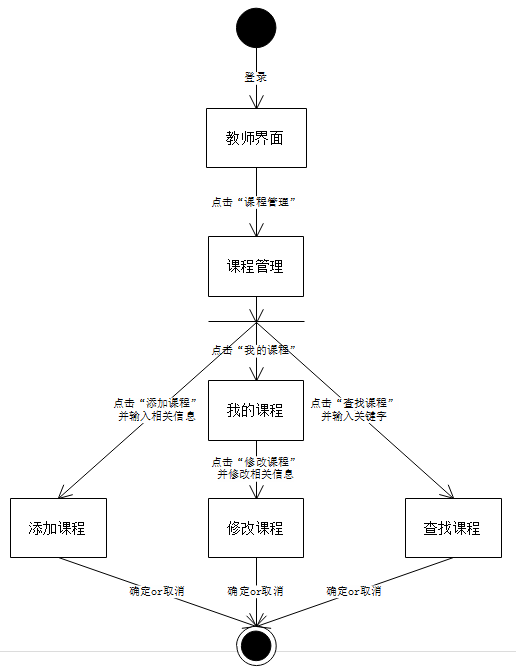 登录
教师界面
点击“课程管理”
课程管理
点击“我的课程”
点击“添加课程”
并输入相关信息
我的课程
点击“查找课程”
并输入关键字
点击“修改课程”
并修改相关信息
添加课程
修改课程
查找课程
确定or取消
确定or取消
确定or取消